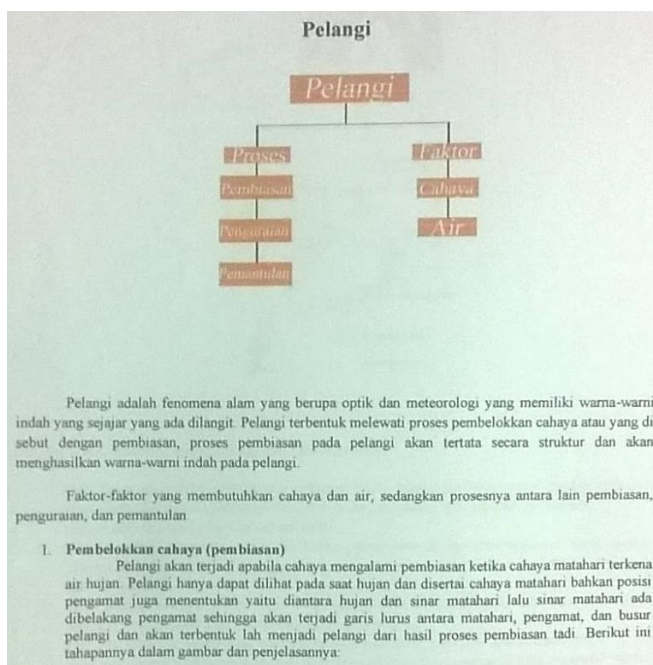 Pelangi
Pelangi
Proses
Faktor
Pembiasan
Cahaya
Penguraian
Air
Pemantulan
Pelangi adalah fenomena alam yang berupa optik dan meteorologi yang memiliki warna-warni
indah yang sejajar yang ada dilangit. Pelangi terbentuk melewati proses pembelokkan cahaya atau yang di
sebut dengan pembiasan, proses pembiasan pada pelangi akan tertata secara struktur dan akan
menghasilkan warna-warni indah pada pelangi.
Faktor-faktor yang membutuhkan cahaya dan air, sedangkan prosesnya antara lain pembiasan,
penguraian, dan pemantulan
1. Pembelokkan cahaya (pembiasan)
Pelangi akan terjadi apabila cahaya mengalami pembiasan ketika cahaya matahari terkena
air hujan. Pelangi hanya dapat dilihat pada saat hujan dan disertai cahaya matahari bahkan posisi
pengamat juga menentukan yaitu diantara hujan dan sinar matahari lalu sinar matahari ada
dibelakang pengamat sehingga akan terjadi garis lurus antara matahari, pengamat, dan busur
pelangi dan akan terbentuk lah menjadi pelangi dari hasil proses pembiasan tadi. Berikut ini
tahapannya dalam gambar dan penjelasannya: